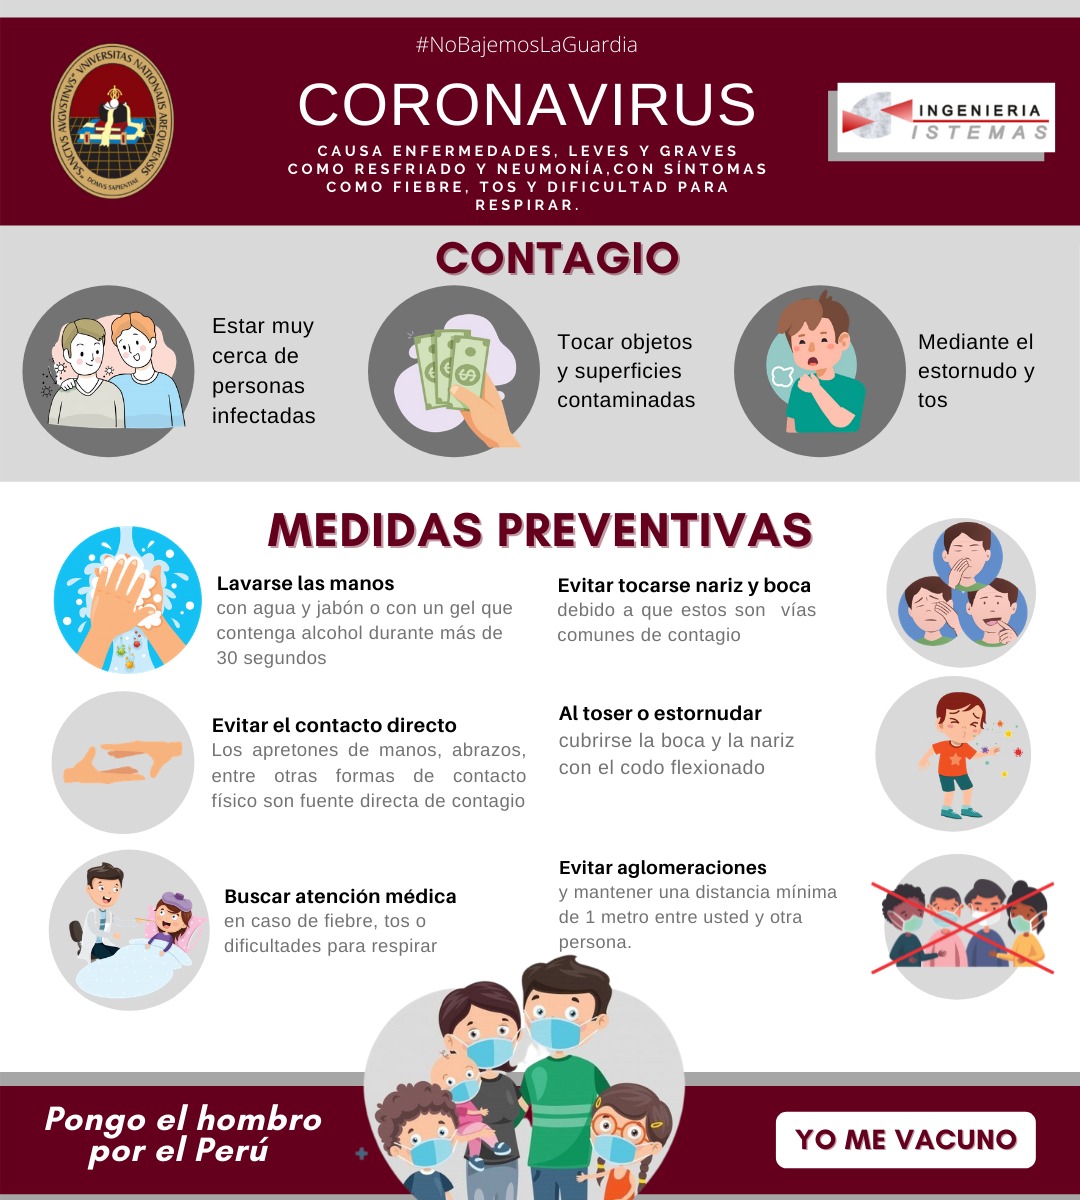 #NoBajemosLaGuardia
CORONAVIRUS
CAUSA ENFERMEDADES, LEVES Y GRAVES
COMO RESFRIADO Y NEUMONÍA,CON SÍNTOMAS
COMO FIEBRE, TOS Y DIFICULTAD PARA
RESPIRAR.
"SANCTVS AVGVSTINVS" VNIVERSITAS NATIONALIS AREQVIPENSIS
DOMVS SAPIENTIAE
INGENIERIA
ISTEMAS
CONTAGIO
Estar muy
cerca de
personas
infectadas
Tocar objetos
y superficies
contaminadas
Mediante el
estornudo y
tos
MEDIDAS PREVENTIVAS
Lavarse las manos
con agua y jabón o con un gel que
contenga alcohol durante más de
30 segundos
Evitar tocarse nariz y boca
debido a que estos son vías
comunes de contagio
Evitar el contacto directo
Los apretones de manos, abrazos,
entre otras formas de contacto
físico son fuente directa de contagio
Al toser o estornudar
cubrirse la boca y la nariz
con el codo flexionado
Buscar atención médica
en caso de fiebre, tos o
dificultades para respirar
Evitar aglomeraciones
y mantener una distancia mínima
de 1 metro entre usted y otra
persona.
Pongo el hombro
por el Perú
YO ME VACUNO